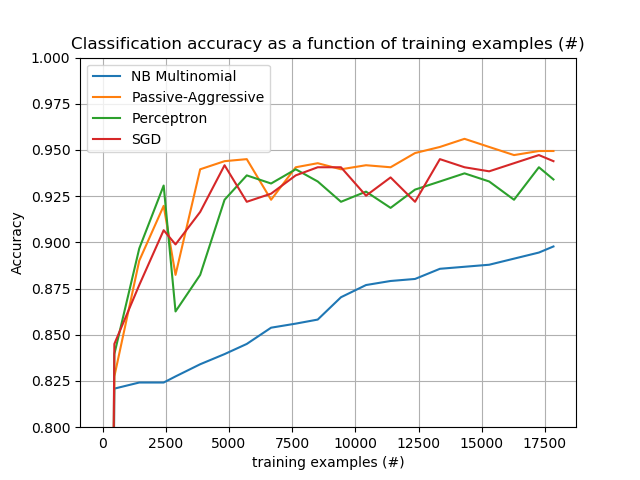 Classification accuracy as a function of training examples (#)
1.000
0.975
0.950
0.925
0.900
0.875
0.850
0.825
0.800
Accuracy
NB Multinomial
Passive-Aggressive
Perceptron
SGD
0 2500 5000 7500 10000 12500 15000 17500
training examples (#)